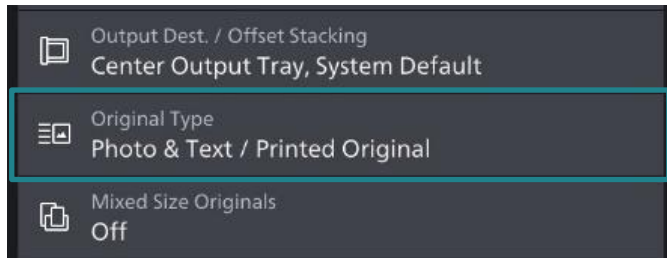 Output Dest. / Offset Stacking
Center Output Tray, System Default
Original Type
Photo & Text / Printed Original
Mixed Size Originals
Off